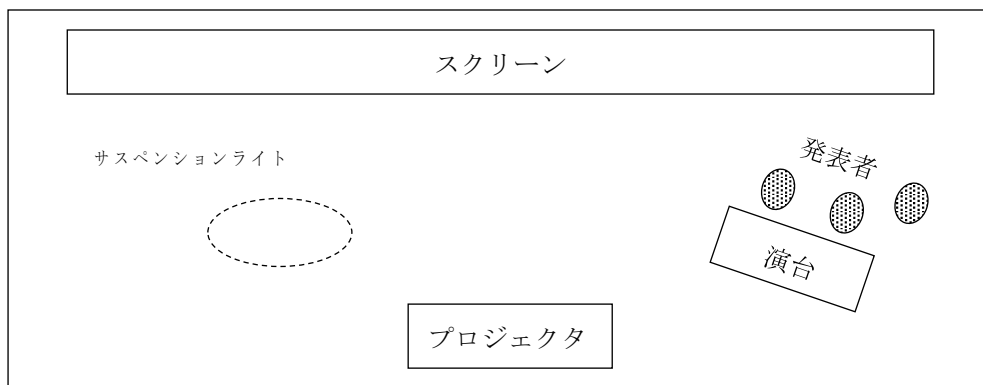 スクリーン
サスペンションライト
発表者
演台
プロジェクタ